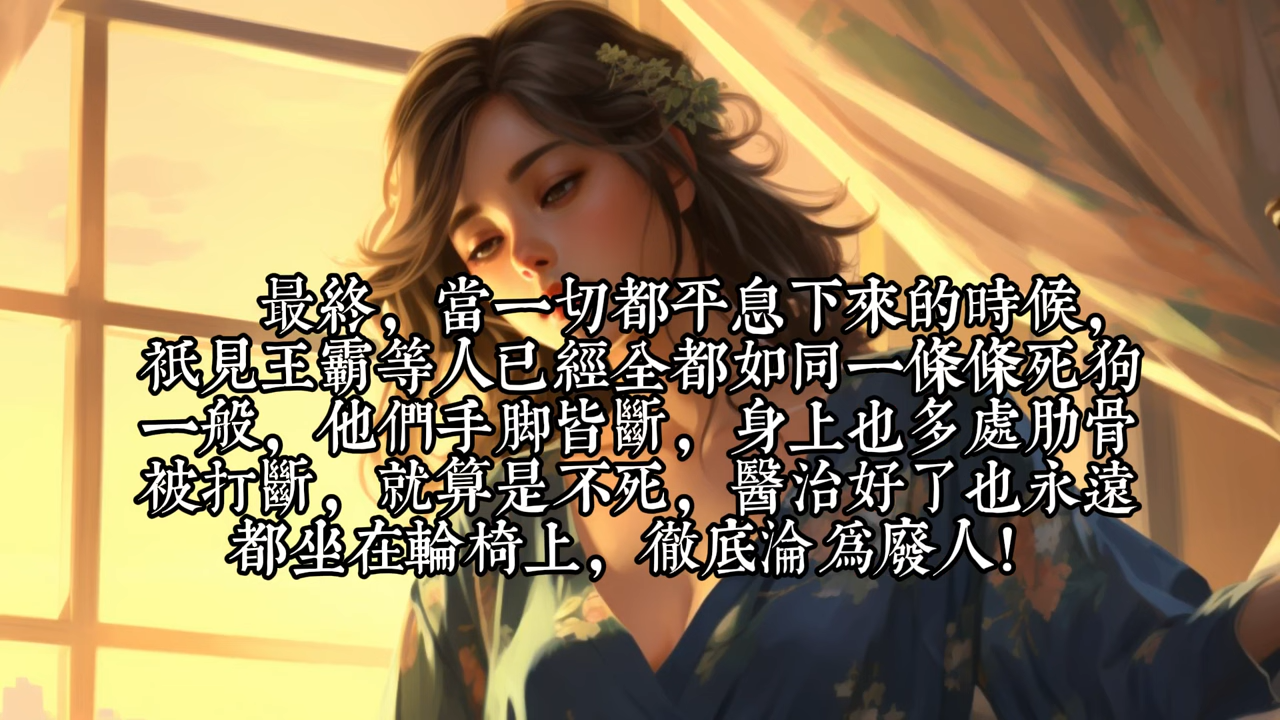 最終，當一切都平息下來的時候，
祇見王霸等人已經全都如同一條條死狗
一般，他們手脚皆斷，身上也多處肋骨
被打斷，就算是不死，醫治好了也永遠
都坐在輪椅上，徹底淪爲廢人！